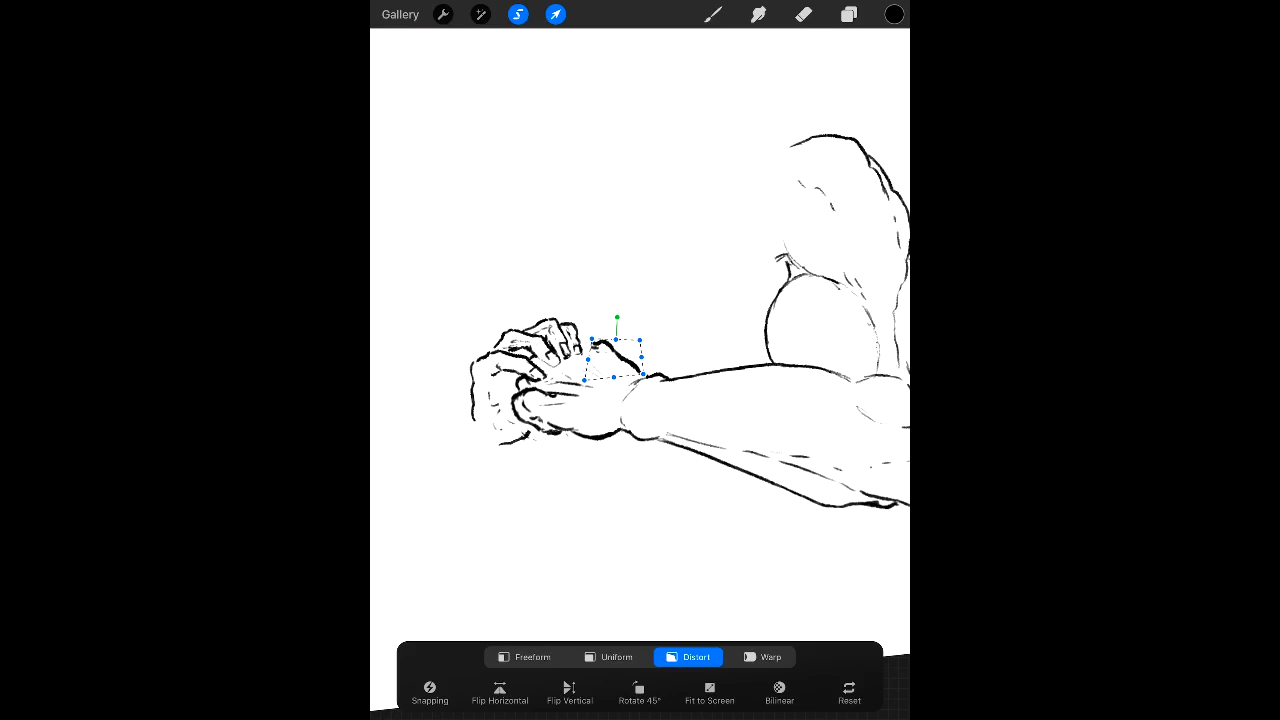 Gallery
Freeform Uniform Distort Warp
Snapping Flip Horizontal Flip Vertical Rotate 45° Fit to Screen Bilinear Reset